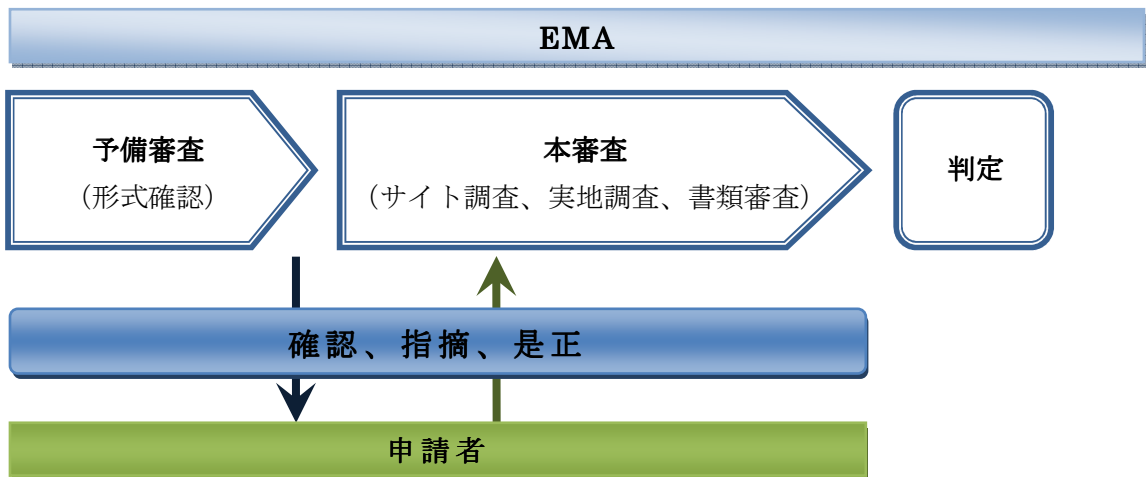 EMA
予備審査
（形式確認）
本審査
（サイト調査、実地調査、書類審査）
判定
確認、指摘、是正
申請者